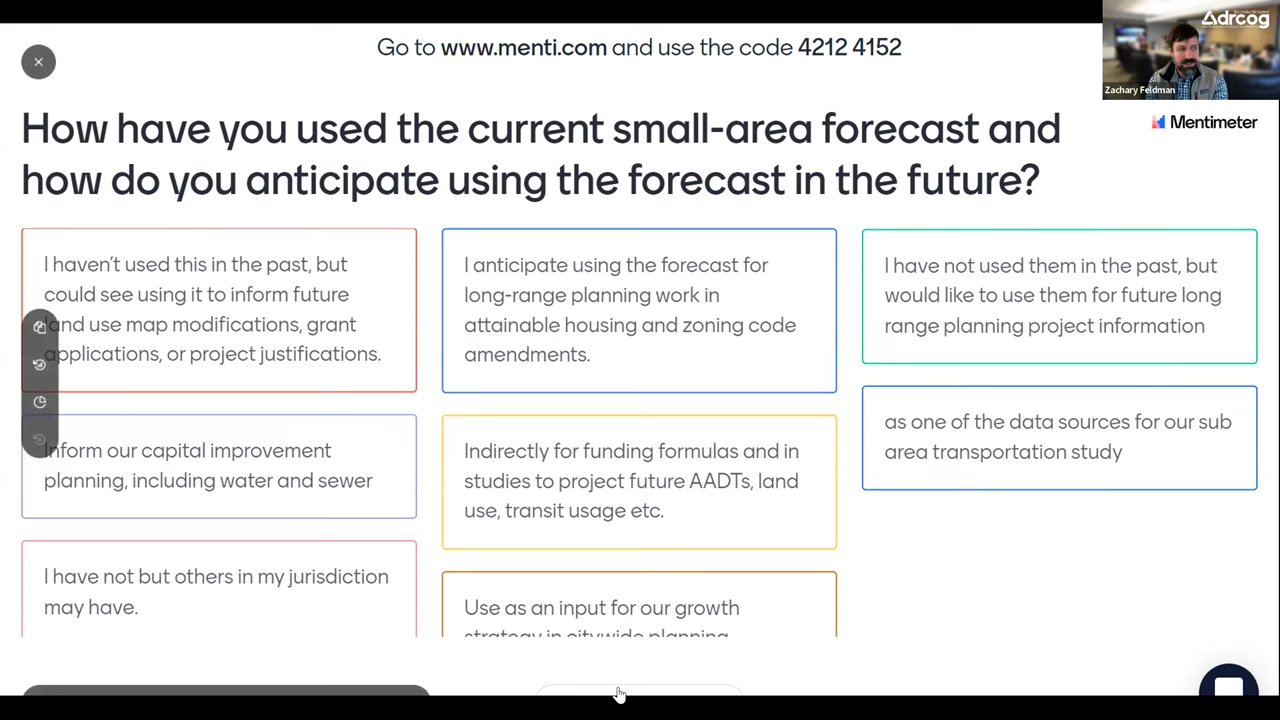 Go to www.menti.com and use the code 4212 4152
drcog
Zachary Feldman
Mentimeter
How have you used the current small-area forecast and
how do you anticipate using the forecast in the future?
I haven't used this in the past, but
could see using it to inform future
land use map modifications, grant
applications, or project justifications.
Inform our capital improvement
planning, including water and sewer
I have not but others in my jurisdiction
may have.
I anticipate using the forecast for
long-range planning work in
attainable housing and zoning code
amendments.
Indirectly for funding formulas and in
studies to project future AADTs, land
use, transit usage etc.
Use as an input for our growth
strategy in citywide planning
I have not used them in the past, but
would like to use them for future long
range planning project information
as one of the data sources for our sub
area transportation study